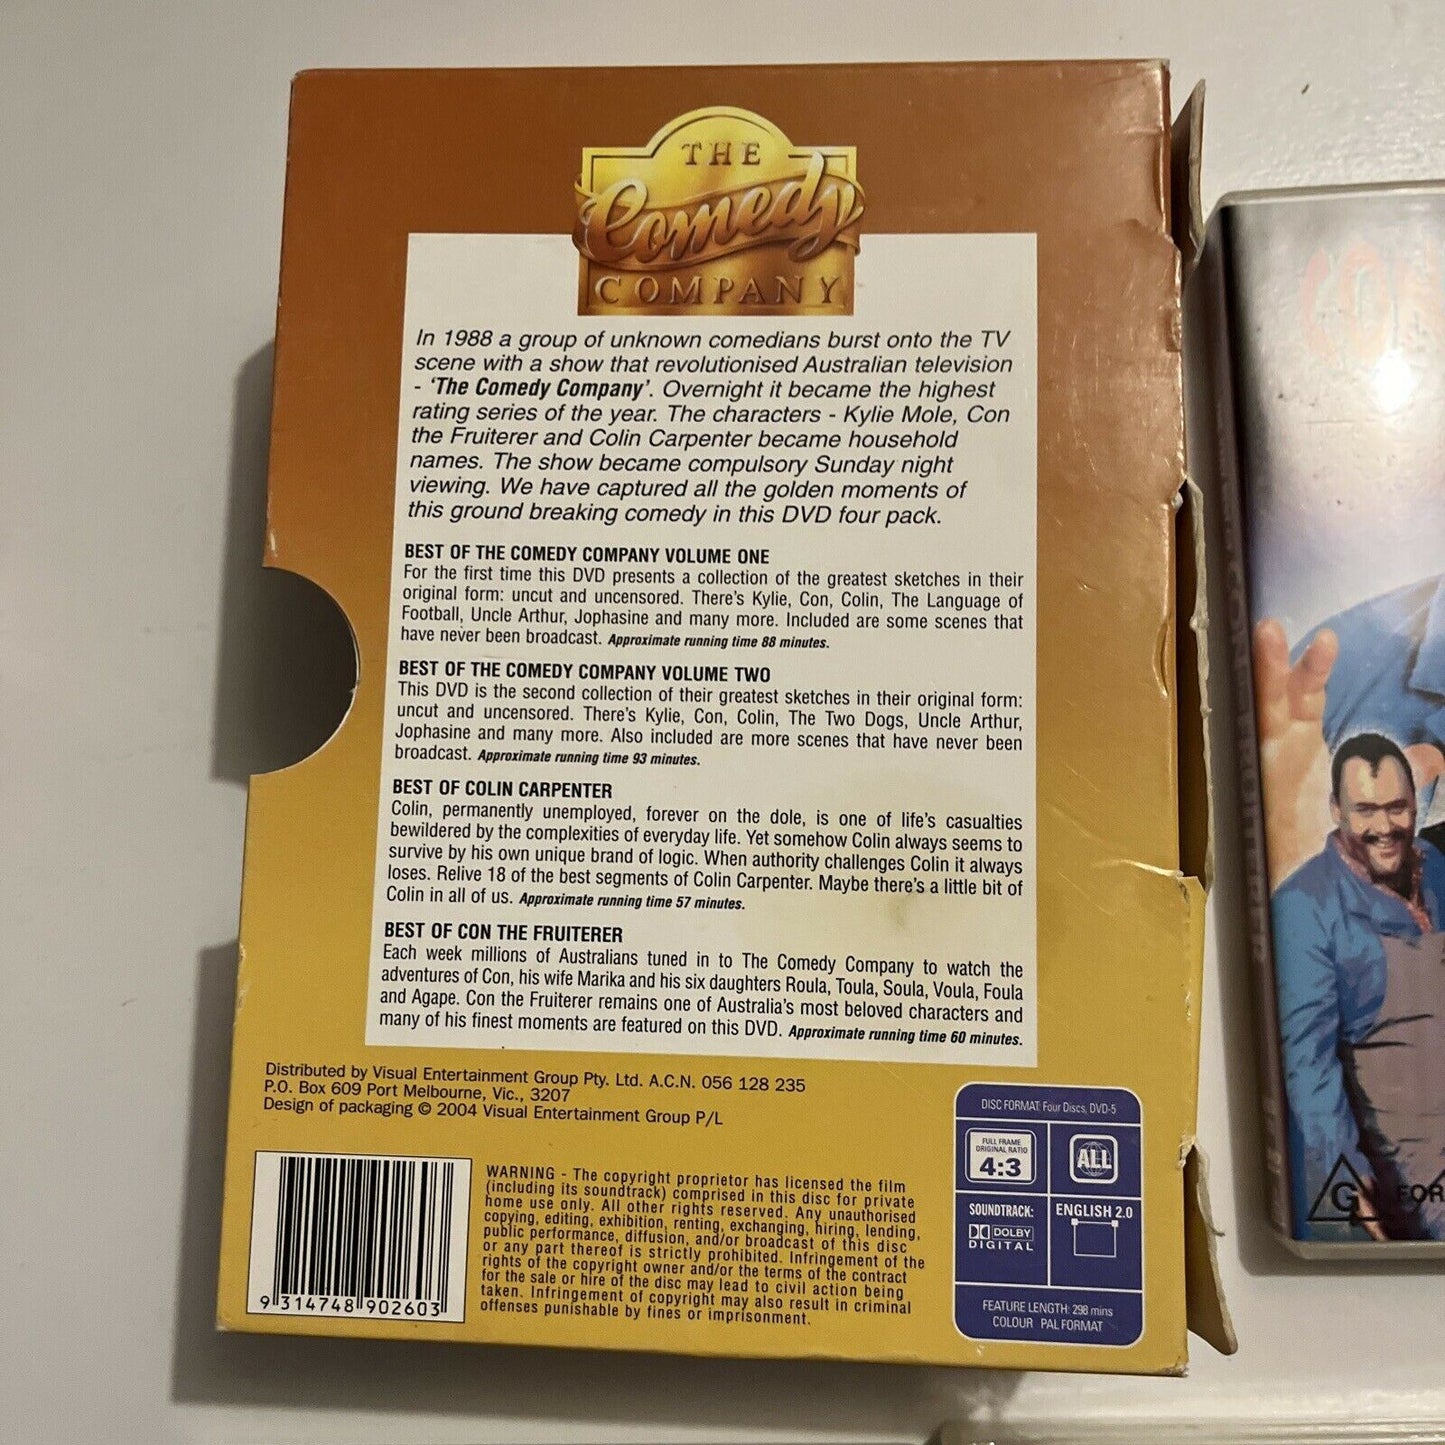 THE
Comedy
COMPANY
In 1988 a group of unknown comedians burst onto the TV
scene with a show that revolutionised Australian television
- 'The Comedy Company'. Overnight it became the highest
rating series of the year. The characters - Kylie Mole, Con
the Fruiterer and Colin Carpenter became household
names. The show became compulsory Sunday night
viewing. We have captured all the golden moments of
this ground breaking comedy in this DVD four pack.
BEST OF THE COMEDY COMPANY VOLUME ONE
For the first time this DVD presents a collection of the greatest sketches in their
original form: uncut and uncensored. There's Kylie, Con, Colin, The Language of
Football, Uncle Arthur, Jophasine and many more. Included are some scenes that
have never been broadcast. Approximate running time 88 minutes.
BEST OF THE COMEDY COMPANY VOLUME TWO
This DVD is the second collection of their greatest sketches in their original form:
uncut and uncensored. There's Kylie, Con, Colin, The Two Dogs, Uncle Arthur,
Jophasine and many more. Also included are more scenes that have never been
broadcast. Approximate running time 93 minutes.
BEST OF COLIN CARPENTER
Colin, permanently unemployed, forever on the dole, is one of life's casualties
bewildered by the complexities of everyday life. Yet somehow Colin always seems to
survive by his own unique brand of logic. When authority challenges Colin it always
loses. Relive 18 of the best segments of Colin Carpenter. Maybe there's a little bit of
Colin in all of us. Approximate running time 57 minutes.
BEST OF CON THE FRUITERER
Each week millions of Australians tuned in to The Comedy Company to watch the
adventures of Con, his wife Marika and his six daughters Roula, Toula, Soula, Voula, Foula
and Agape. Con the Fruiterer remains one of Australia's most beloved characters and
many of his finest moments are featured on this DVD. Approximate running time 60 minutes.
Distributed by Visual Entertainment Group Pty. Ltd. A.C.N. 056 128 235
P.O. Box 609 Port Melbourne, Vic., 3207
Design of packaging © 2004 Visual Entertainment Group P/L
WARNING - The copyright proprietor has licensed the film
(including its soundtrack) comprised in this disc for private
home use only. All other rights reserved. Any unauthorised
copying, editing, exhibition, renting, exchanging, hiring, lending,
public performance, diffusion, and/or broadcast of this disc
or any part thereof is strictly prohibited. Infringement of the
rights of the copyright owner and/or the terms of the contract
for the sale or hire of the disc may lead to civil action being
taken. Infringement of copyright may also result in criminal
offenses punishable by fines or imprisonment.
9 314748 902603
DISC FORMAT: Four Discs, DVD-5
FULL FRAME
ORIGINAL RATIO
4:3
ALL
SOUNDTRACK:
DOLBY
DIGITAL
ENGLISH 2.0
FEATURE LENGTH: 298 mins
COLOUR PAL FORMAT
CON
G FOR